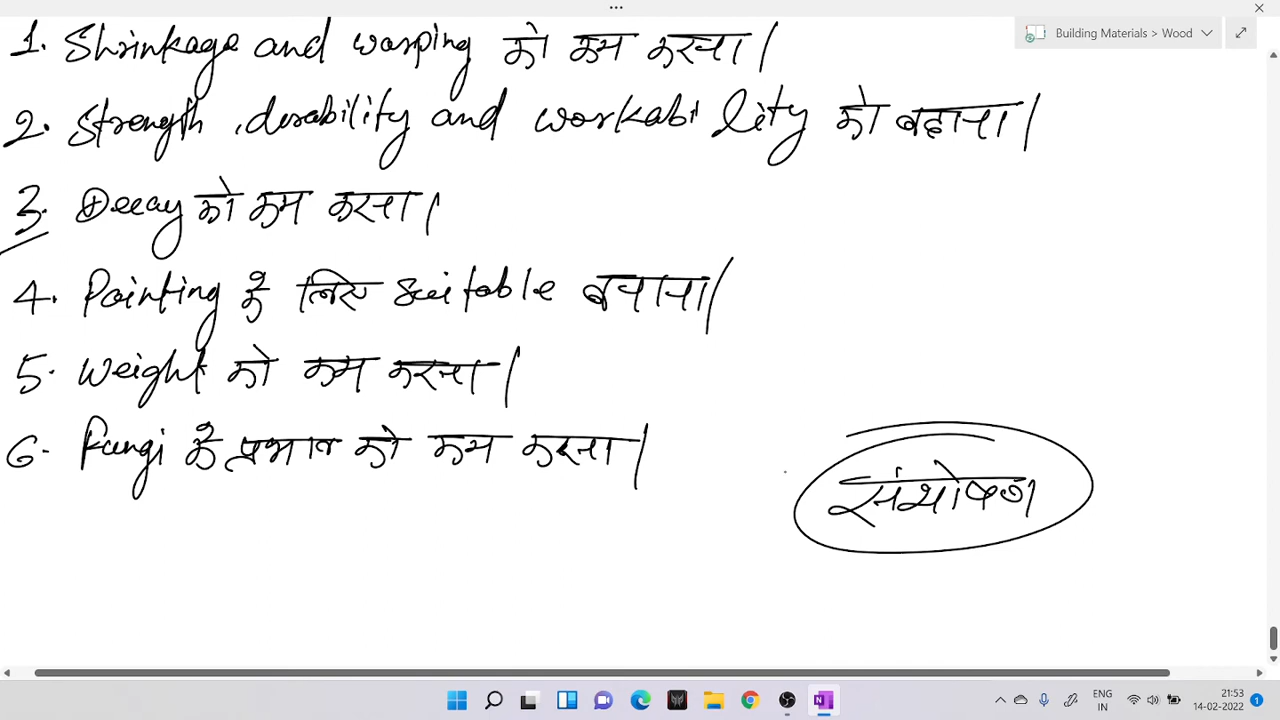 ...
Building Materials > Wood
1. Shrinkage and warping को कम करना।
2. Strength, durability and workability को बढ़ाना।
3. Decay को कम करना।
4. Painting के लिए suitable बनाना।
5. Weight को कम करना।
6. Fungi के प्रभाव को कम करना।
संशोषण
ENG
IN
21:53
14-02-2022
1